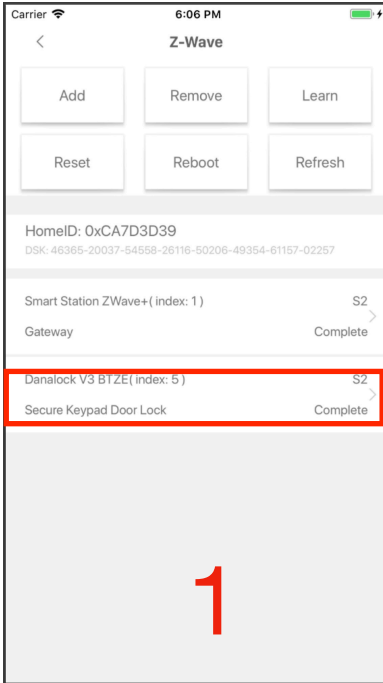 Carrier 6:06 PM
Z-Wave
Add Remove Learn
Reset Reboot Refresh
HomeID: 0xCA7D3D39
DSK: 46365-20037-54558-26116-50206-49354-61157-02257
Smart Station ZWave+( index: 1 ) S2
Gateway Complete
Danalock V3 BTZE( index: 5 ) S2
Secure Keypad Door Lock Complete
1